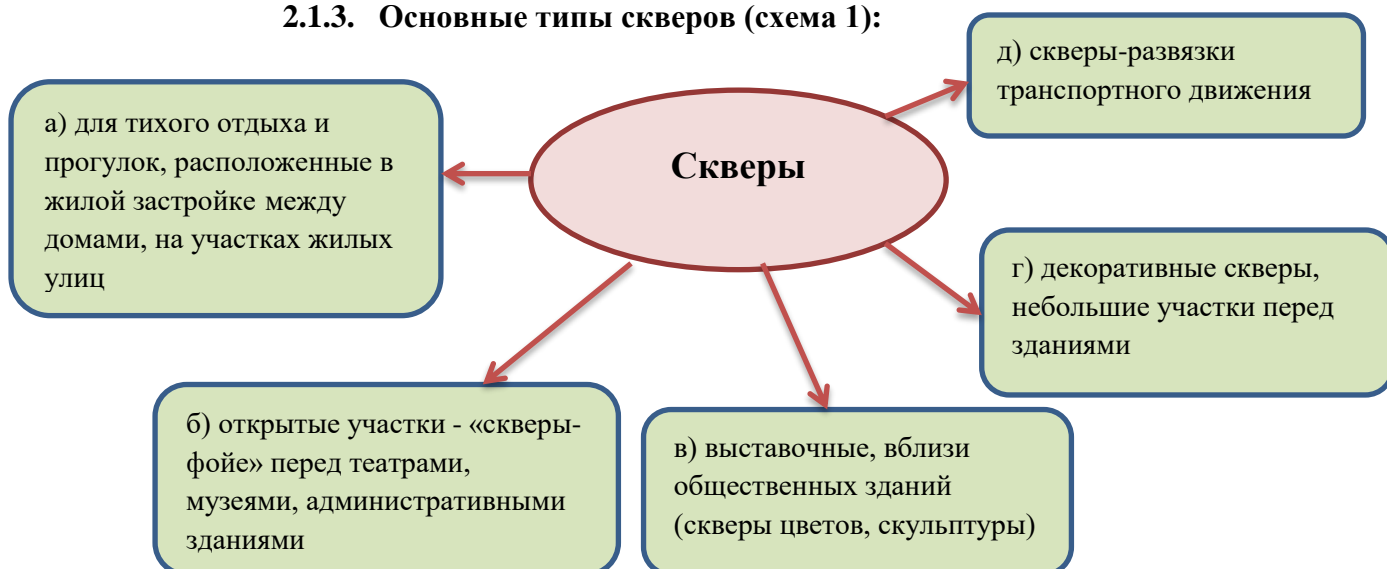 2.1.3. Основные типы скверов (схема 1):
Скверы
а) для тихого отдыха и
прогулок, расположенные в
жилой застройке между
домами, на участках жилых
улиц
б) открытые участки - «скверы-
фойе» перед театрами,
музеями, административными
зданиями
в) выставочные, вблизи
общественных зданий
(скверы цветов, скульптуры)
г) декоративные скверы,
небольшие участки перед
зданиями
д) скверы-развязки
транспортного движения